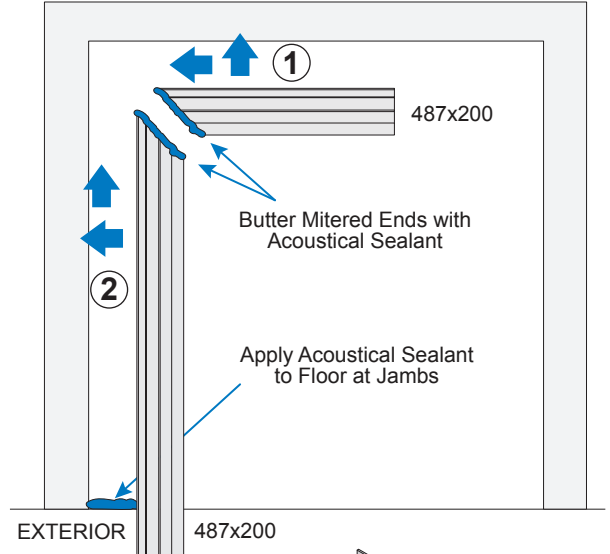 1
487x200
Butter Mitered Ends with
Acoustical Sealant
2
Apply Acoustical Sealant
to Floor at Jambs
EXTERIOR
487x200